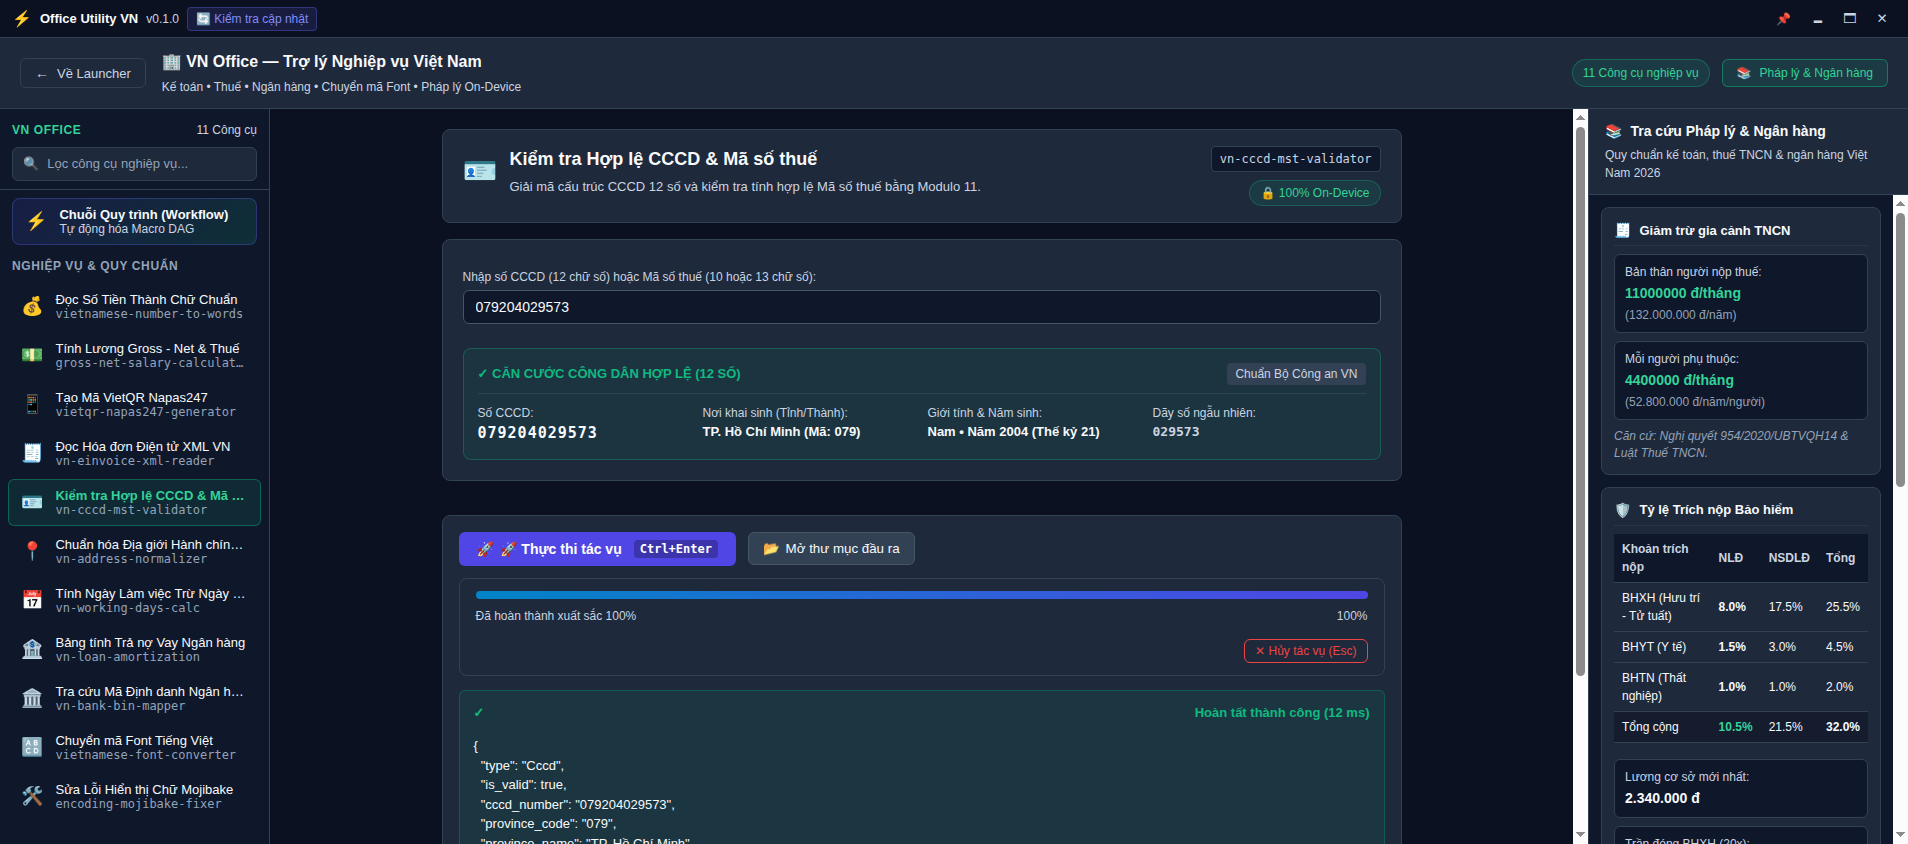 Office Utility VN v0.1.0 Kiểm tra cập nhật
← Về Launcher
VN Office — Trợ lý Nghiệp vụ Việt Nam
Kế toán • Thuế • Ngân hàng • Chuyển mã Font • Pháp lý On-Device
11 Công cụ nghiệp vụ
Pháp lý & Ngân hàng
VN OFFICE
11 Công cụ
Lọc công cụ nghiệp vụ...
Chuỗi Quy trình (Workflow)
Tự động hóa Macro DAG
NGHIỆP VỤ & QUY CHUẨN
Đọc Số Tiền Thành Chữ Chuẩn
vietnamese-number-to-words
Tính Lương Gross - Net & Thuế
gross-net-salary-calculat…
Tạo Mã VietQR Napas247
vietqr-napas247-generator
Đọc Hóa đơn Điện tử XML VN
vn-einvoice-xml-reader
Kiểm tra Hợp lệ CCCD & Mã …
vn-cccd-mst-validator
Chuẩn hóa Địa giới Hành chín…
vn-address-normalizer
Tính Ngày Làm việc Trừ Ngày …
vn-working-days-calc
Bảng tính Trả nợ Vay Ngân hàng
vn-loan-amortization
Tra cứu Mã Định danh Ngân h…
vn-bank-bin-mapper
Chuyển mã Font Tiếng Việt
vietnamese-font-converter
Sửa Lỗi Hiển thị Chữ Mojibake
encoding-mojibake-fixer
Kiểm tra Hợp lệ CCCD & Mã số thuế
Giải mã cấu trúc CCCD 12 số và kiểm tra tính hợp lệ Mã số thuế bằng Modulo 11.
vn-cccd-mst-validator
100% On-Device
Nhập số CCCD (12 chữ số) hoặc Mã số thuế (10 hoặc 13 chữ số):
079204029573
✓ CĂN CƯỚC CÔNG DÂN HỢP LỆ (12 SỐ)
Chuẩn Bộ Công an VN
Số CCCD:
079204029573
Nơi khai sinh (Tỉnh/Thành):
TP. Hồ Chí Minh (Mã: 079)
Giới tính & Năm sinh:
Nam • Năm 2004 (Thế kỷ 21)
Dãy số ngẫu nhiên:
029573
Thực thi tác vụ Ctrl+Enter
Mở thư mục đầu ra
Đã hoàn thành xuất sắc 100%
100%
✕ Hủy tác vụ (Esc)
✓
Hoàn tất thành công (12 ms)
{
"type": "Cccd",
"is_valid": true,
"cccd_number": "079204029573",
"province_code": "079",
"province_name": "TP. Hồ Chí Minh"
Tra cứu Pháp lý & Ngân hàng
Quy chuẩn kế toán, thuế TNCN & ngân hàng Việt
Nam 2026
Giảm trừ gia cảnh TNCN
Bản thân người nộp thuế:
11000000 đ/tháng
(132.000.000 đ/năm)
Mỗi người phụ thuộc:
4400000 đ/tháng
(52.800.000 đ/năm/người)
Căn cứ: Nghị quyết 954/2020/UBTVQH14 &
Luật Thuế TNCN.
Tỷ lệ Trích nộp Bảo hiểm
Khoản trích nộp NLĐ NSDLĐ Tổng
BHXH (Hưu trí - Tử tuất) 8.0% 17.5% 25.5%
BHYT (Y tế) 1.5% 3.0% 4.5%
BHTN (Thất nghiệp) 1.0% 1.0% 2.0%
Tổng cộng 10.5% 21.5% 32.0%
Lương cơ sở mới nhất:
2.340.000 đ
Trần đóng BHXH (20x):